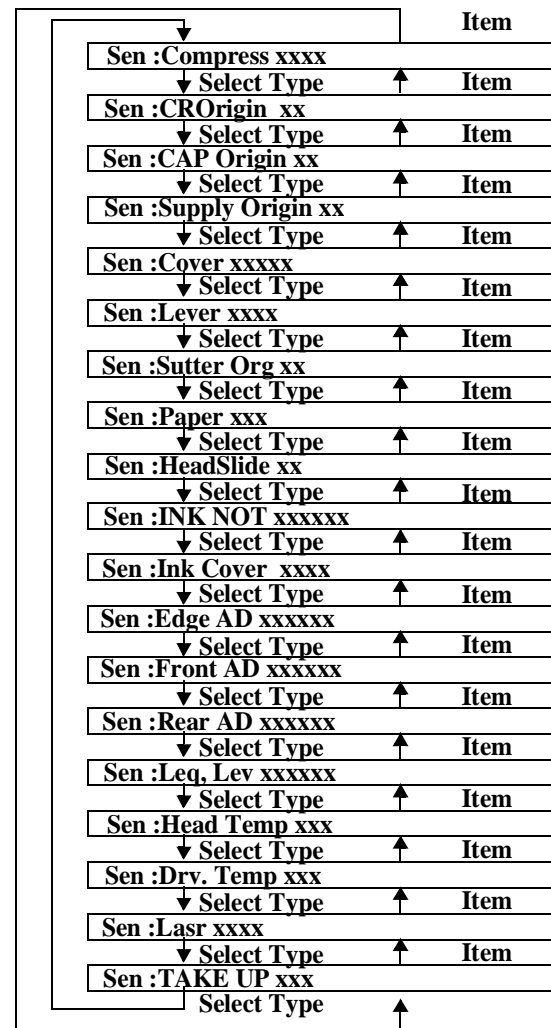 Item
Sen :Compress xxxx
Select Type Item
Sen :CROrigin xx
Select Type Item
Sen :CAP Origin xx
Select Type Item
Sen :Supply Origin xx
Select Type Item
Sen :Cover xxxxx
Select Type Item
Sen :Lever xxxx
Select Type Item
Sen :Sutter Org xx
Select Type Item
Sen :Paper xxx
Select Type Item
Sen :HeadSlide xx
Select Type Item
Sen :INK NOT xxxxxx
Select Type Item
Sen :Ink Cover xxxx
Select Type Item
Sen :Edge AD xxxxxx
Select Type Item
Sen :Front AD xxxxxx
Select Type Item
Sen :Rear AD xxxxxx
Select Type Item
Sen :Leq, Lev xxxxxx
Select Type Item
Sen :Head Temp xxx
Select Type Item
Sen :Drv. Temp xxx
Select Type Item
Sen :Lasr xxxx
Select Type Item
Sen :TAKE UP xxx
Select Type